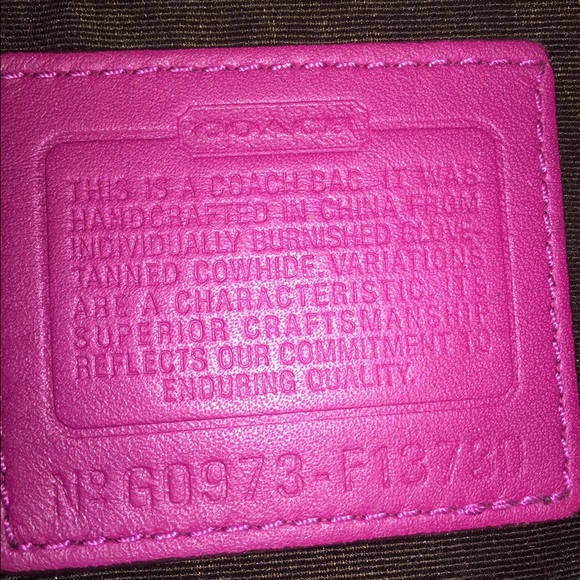 COACH
THIS IS A COACH BAG. IT WAS
HANDCRAFTED IN CHINA FROM
INDIVIDUALLY BURNISHED GLOVE
TANNED COWHIDE. VARIATIONS
ARE A CHARACTERISTIC. ITS
SUPERIOR CRAFTSMANSHIP
REFLECTS OUR COMMITMENT TO
ENDURING QUALITY.
Nº G0973-F13730